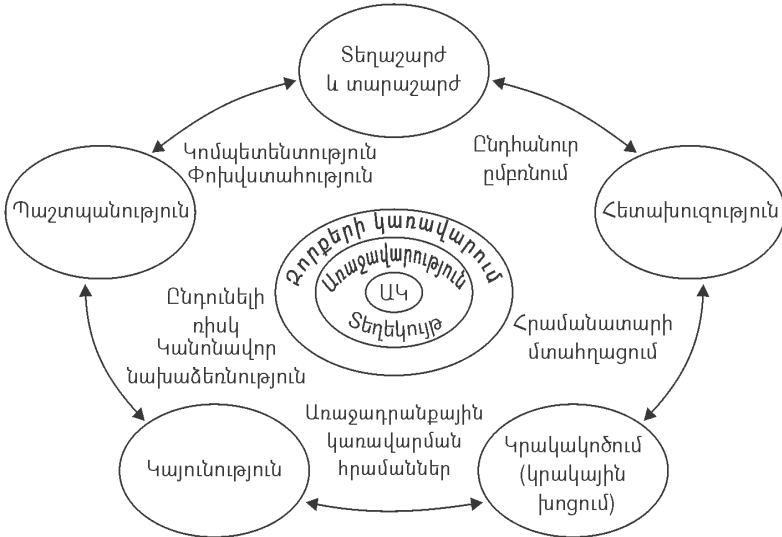 Տեղաշարժ
և տարաշարժ
Կոմպետենտություն
Փոխվստահություն
Ընդհանուր
ըմբռնում
Պաշտպանություն
Հետախուզություն
Զորքերի կառավարում
Առաջավարություն
ԱԿ
Տեղեկույթ
Ընդունելի
ռիսկ
Կանոնավոր
նախաձեռնություն
Հրամանատարի
մտահղացում
Առաջադրանքային
կառավարման
հրամաններ
Կայունություն
Կրակակոծում
(կրակային
խոցում)